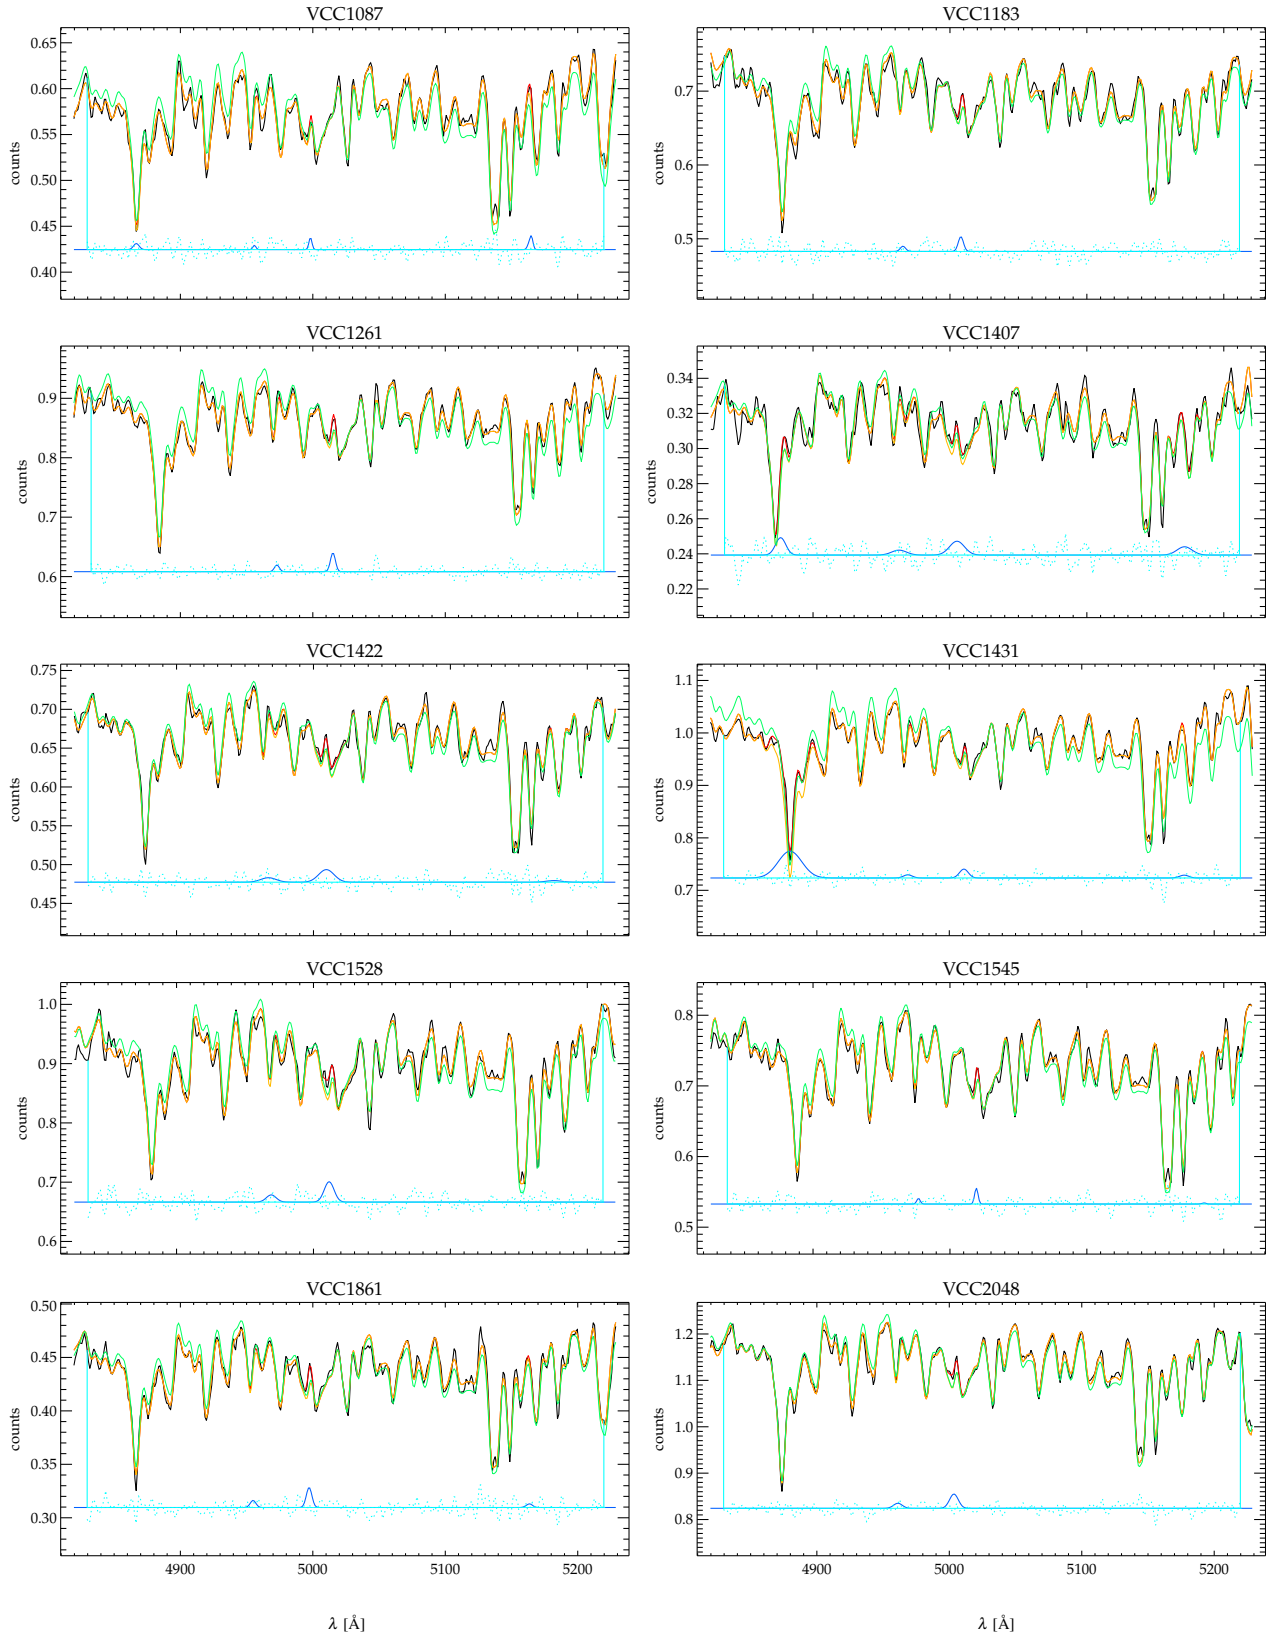 VCC1087
VCC1183
0.65
0.60
0.55
0.50
0.45
0.40
counts
0.7
0.6
0.5
counts
VCC1261
VCC1407
0.9
0.8
0.7
0.6
counts
0.34
0.32
0.30
0.28
0.26
0.24
0.22
counts
VCC1422
VCC1431
0.75
0.70
0.65
0.60
0.55
0.50
0.45
counts
1.1
1.0
0.9
0.8
0.7
counts
VCC1528
VCC1545
1.0
0.9
0.8
0.7
0.6
counts
0.8
0.7
0.6
0.5
counts
VCC1861
VCC2048
0.50
0.45
0.40
0.35
0.30
counts
1.2
1.1
1.0
0.9
0.8
counts
4900 5000 5100 5200
4900 5000 5100 5200
λ [Å]
λ [Å]